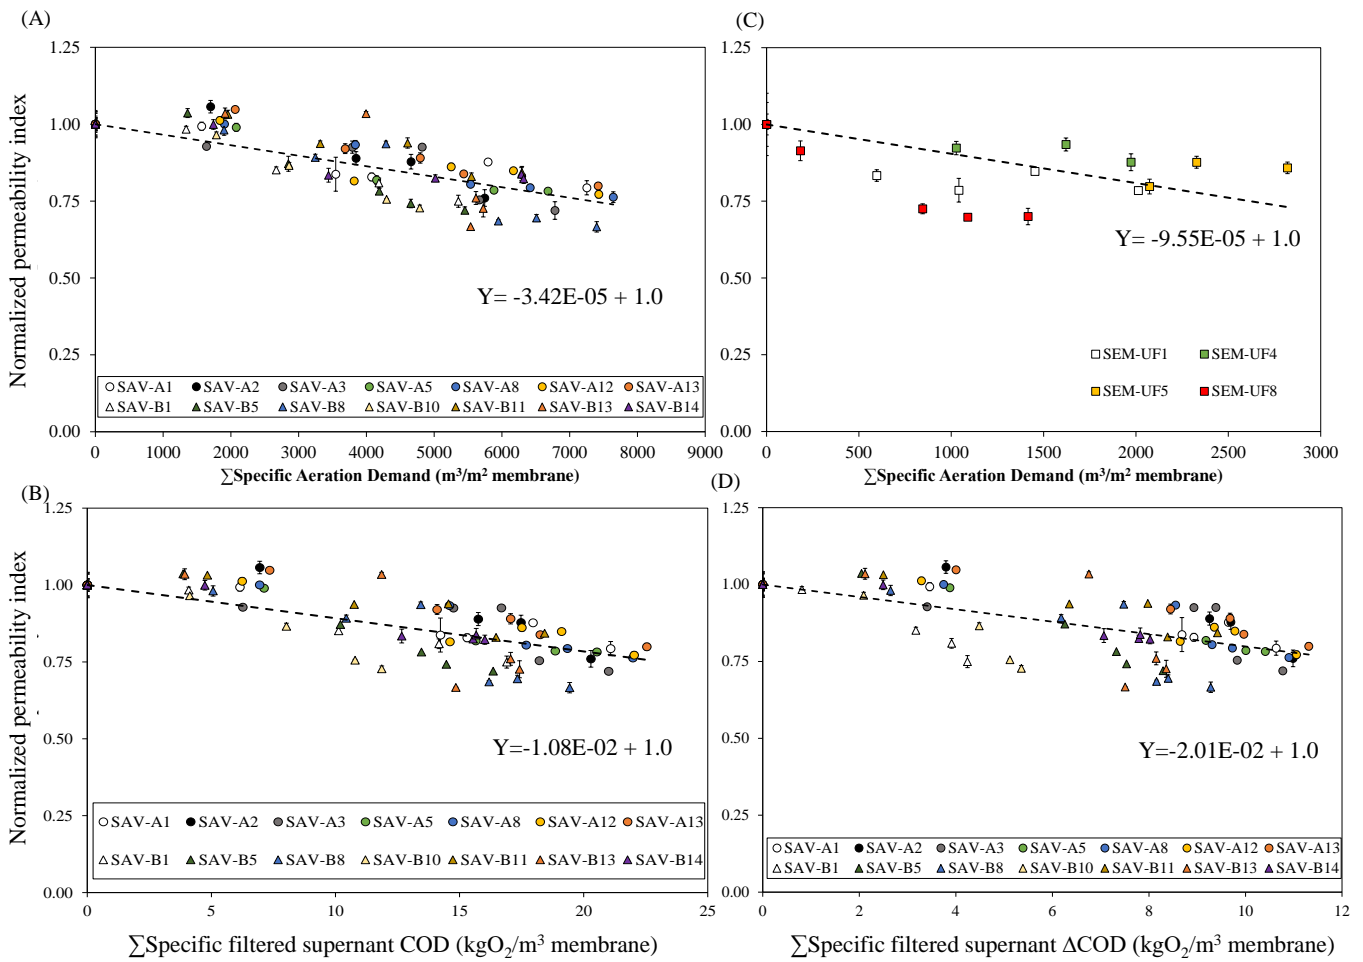 (A)
1.25
1.00
0.75
0.50
0.25
0.00
Normalized permeability index
Y= -3.42E-05 + 1.0
SAV-A1 SAV-A2 SAV-A3 SAV-A5 SAV-A8 SAV-A12 SAV-A13
SAV-B1 SAV-B5 SAV-B8 SAV-B10 SAV-B11 SAV-B13 SAV-B14
0 1000 2000 3000 4000 5000 6000 7000 8000 9000
∑Specific Aeration Demand (m³/m² membrane)
(C)
1.25
1.00
0.75
0.50
0.25
0.00
Y= -9.55E-05 + 1.0
SEM-UF1 SEM-UF4
SEM-UF5 SEM-UF8
0 500 1000 1500 2000 2500 3000
∑Specific Aeration Demand (m³/m² membrane)
(B)
1.25
1.00
0.75
0.50
0.25
0.00
Normalized permeability index
Y=-1.08E-02 + 1.0
SAV-A1 SAV-A2 SAV-A3 SAV-A5 SAV-A8 SAV-A12 SAV-A13
SAV-B1 SAV-B5 SAV-B8 SAV-B10 SAV-B11 SAV-B13 SAV-B14
0 5 10 15 20 25
∑Specific filtered supernant COD (kgO₂/m³ membrane)
(D)
1.25
1.00
0.75
0.50
0.25
0.00
Y=-2.01E-02 + 1.0
SAV-A1 SAV-A2 SAV-A3 SAV-A5 SAV-A8 SAV-A12 SAV-A13
SAV-B1 SAV-B5 SAV-B8 SAV-B10 SAV-B11 SAV-B13 SAV-B14
0 2 4 6 8 10 12
∑Specific filtered supernant ΔCOD (kgO₂/m³ membrane)